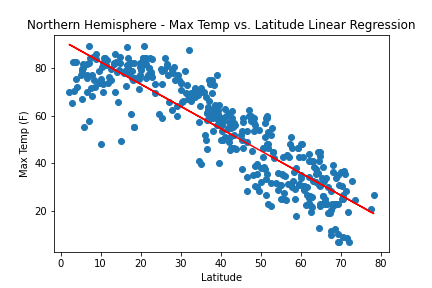 Northern Hemisphere - Max Temp vs. Latitude Linear Regression
Max Temp (F)
80
60
40
20
0 10 20 30 40 50 60 70 80
Latitude